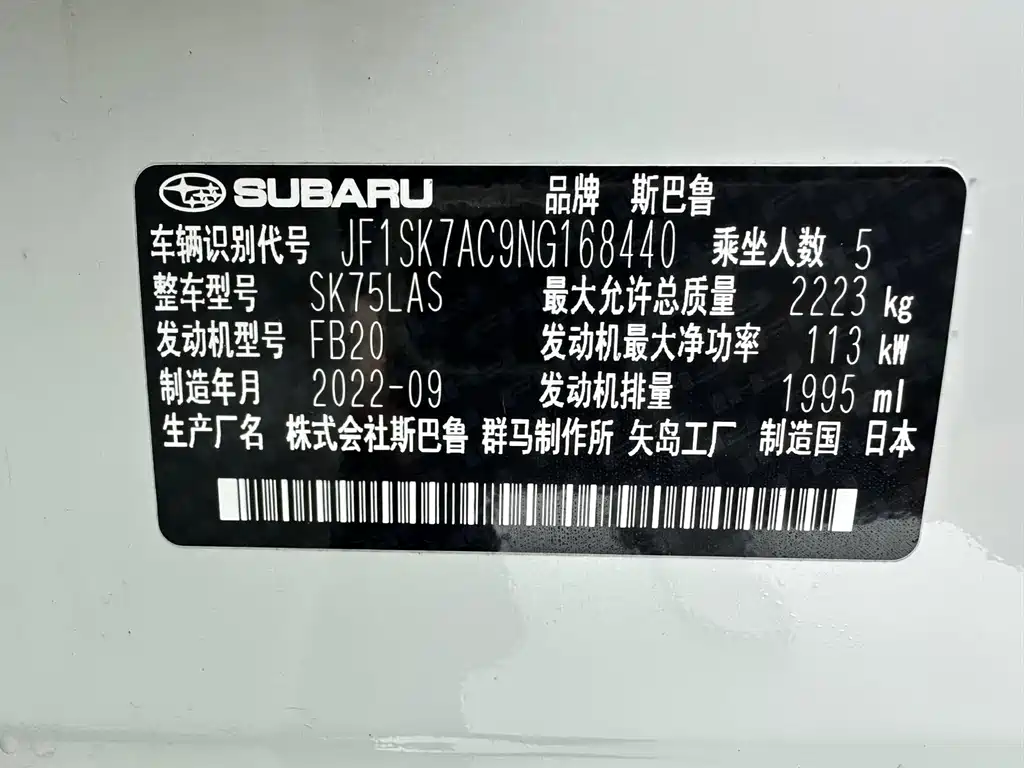 SUBARU 品牌 斯巴鲁
车辆识别代号 JF1SK7AC9NG168440 乘坐人数 5
整车型号 SK75LAS 最大允许总质量 2223 kg
发动机型号 FB20 发动机最大净功率 113 kW
制造年月 2022-09 发动机排量 1995 ml
生产厂名 株式会社斯巴鲁 群马制作所 矢岛工厂 制造国 日本